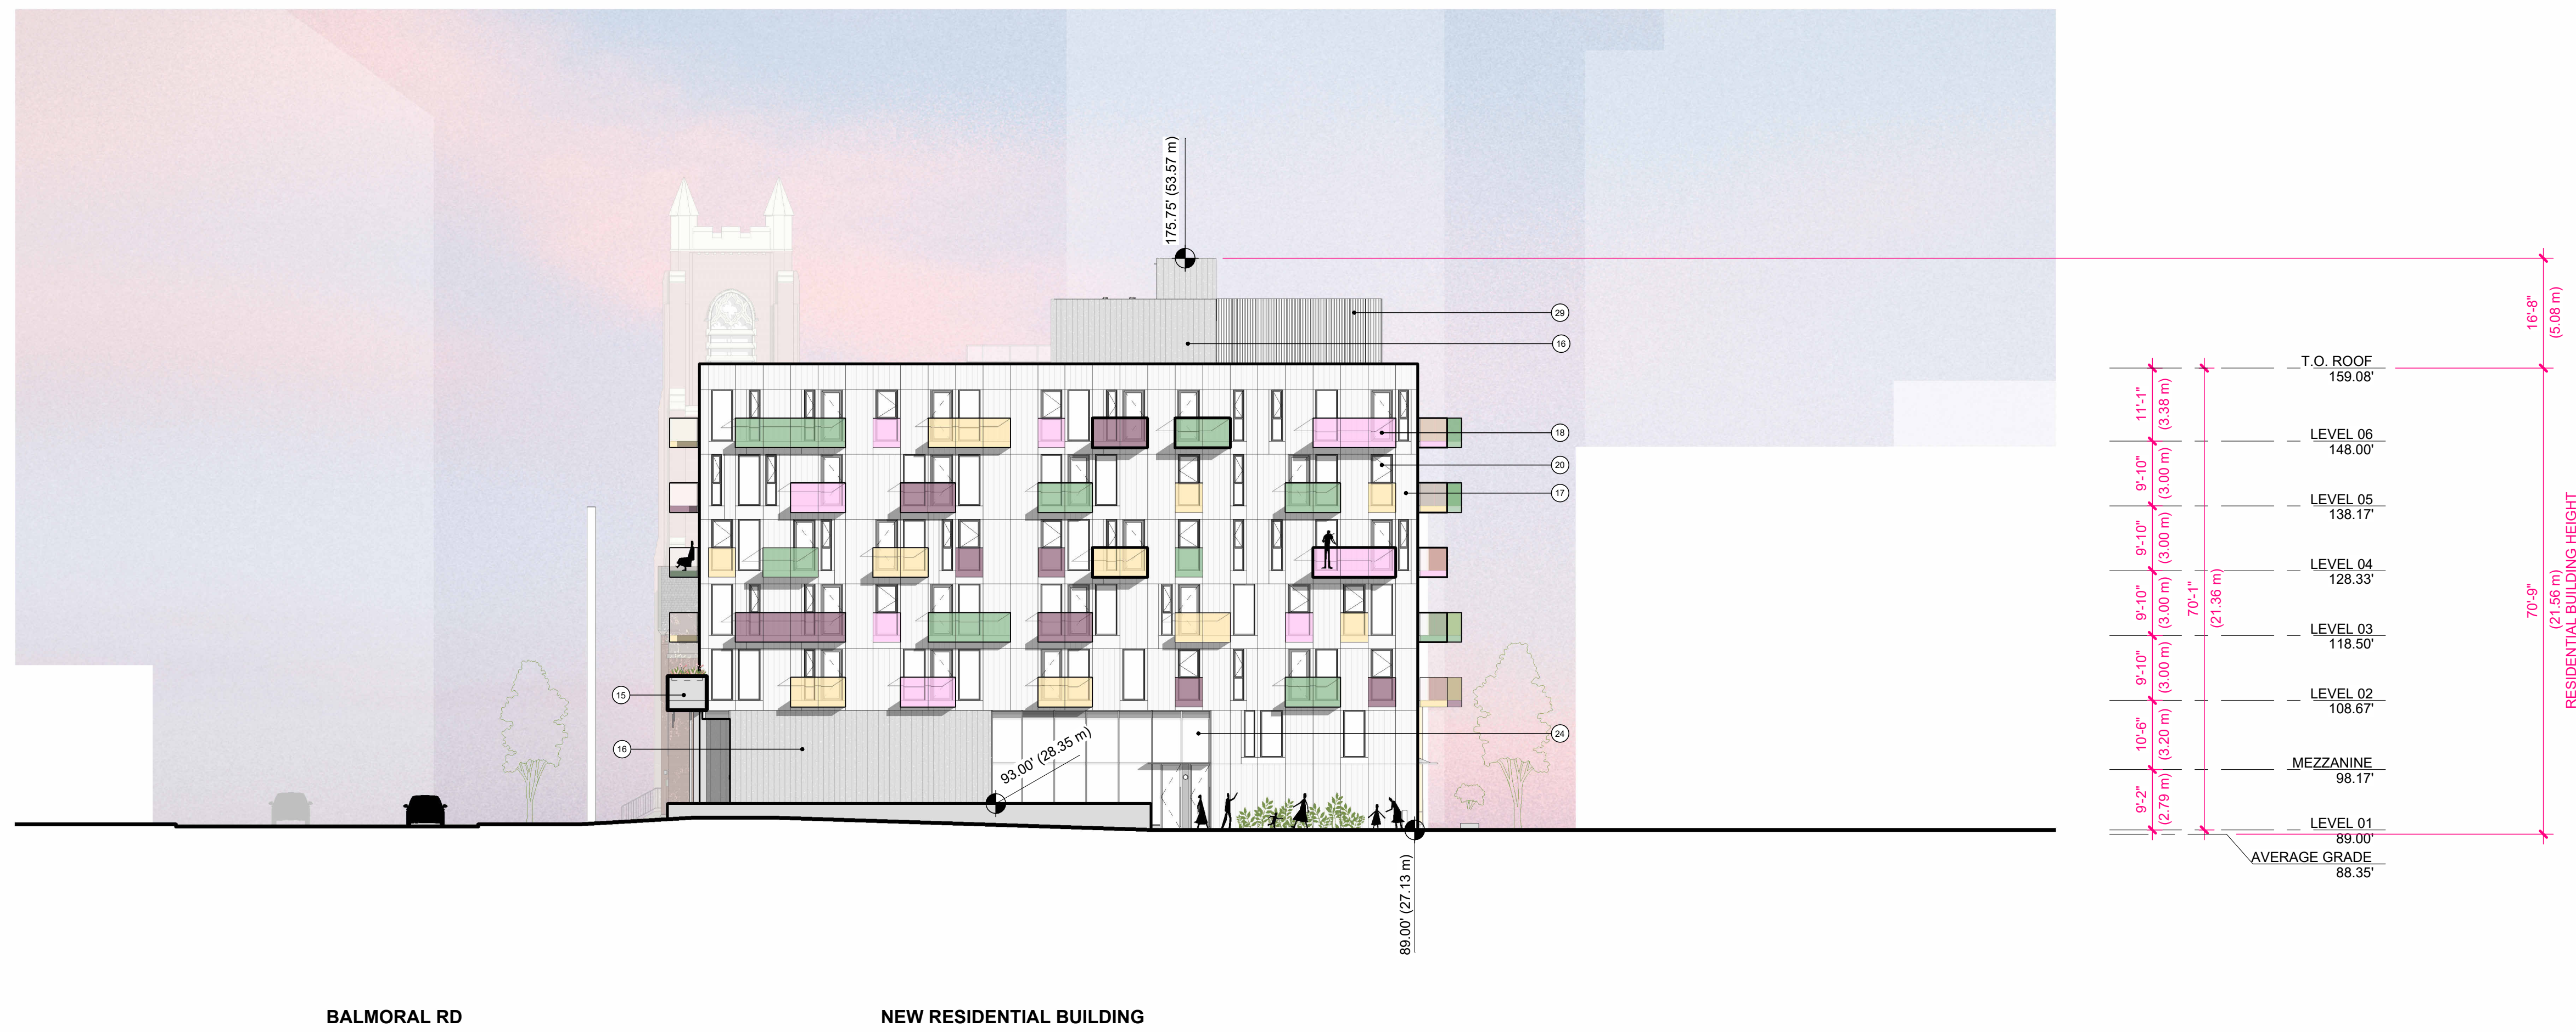 175.75' (53.57 m)
29
16
18
20
17
15
16
24
93.00' (28.35 m)
89.00' (27.13 m)
16'-8"
(5.08 m)
T.O. ROOF
159.08'
11'-1"
(3.38 m)
LEVEL 06
148.00'
9'-10"
(3.00 m)
LEVEL 05
138.17'
9'-10"
(3.00 m)
LEVEL 04
128.33'
9'-10"
(3.00 m)
LEVEL 03
118.50'
9'-10"
(3.00 m)
LEVEL 02
108.67'
10'-6"
(3.20 m)
MEZZANINE
98.17'
9'-2"
(2.79 m)
LEVEL 01
89.00'
AVERAGE GRADE
88.35'
70'-1"
(21.36 m)
70'-9"
(21.56 m)
RESIDENTIAL BUILDING HEIGHT
BALMORAL RD
NEW RESIDENTIAL BUILDING